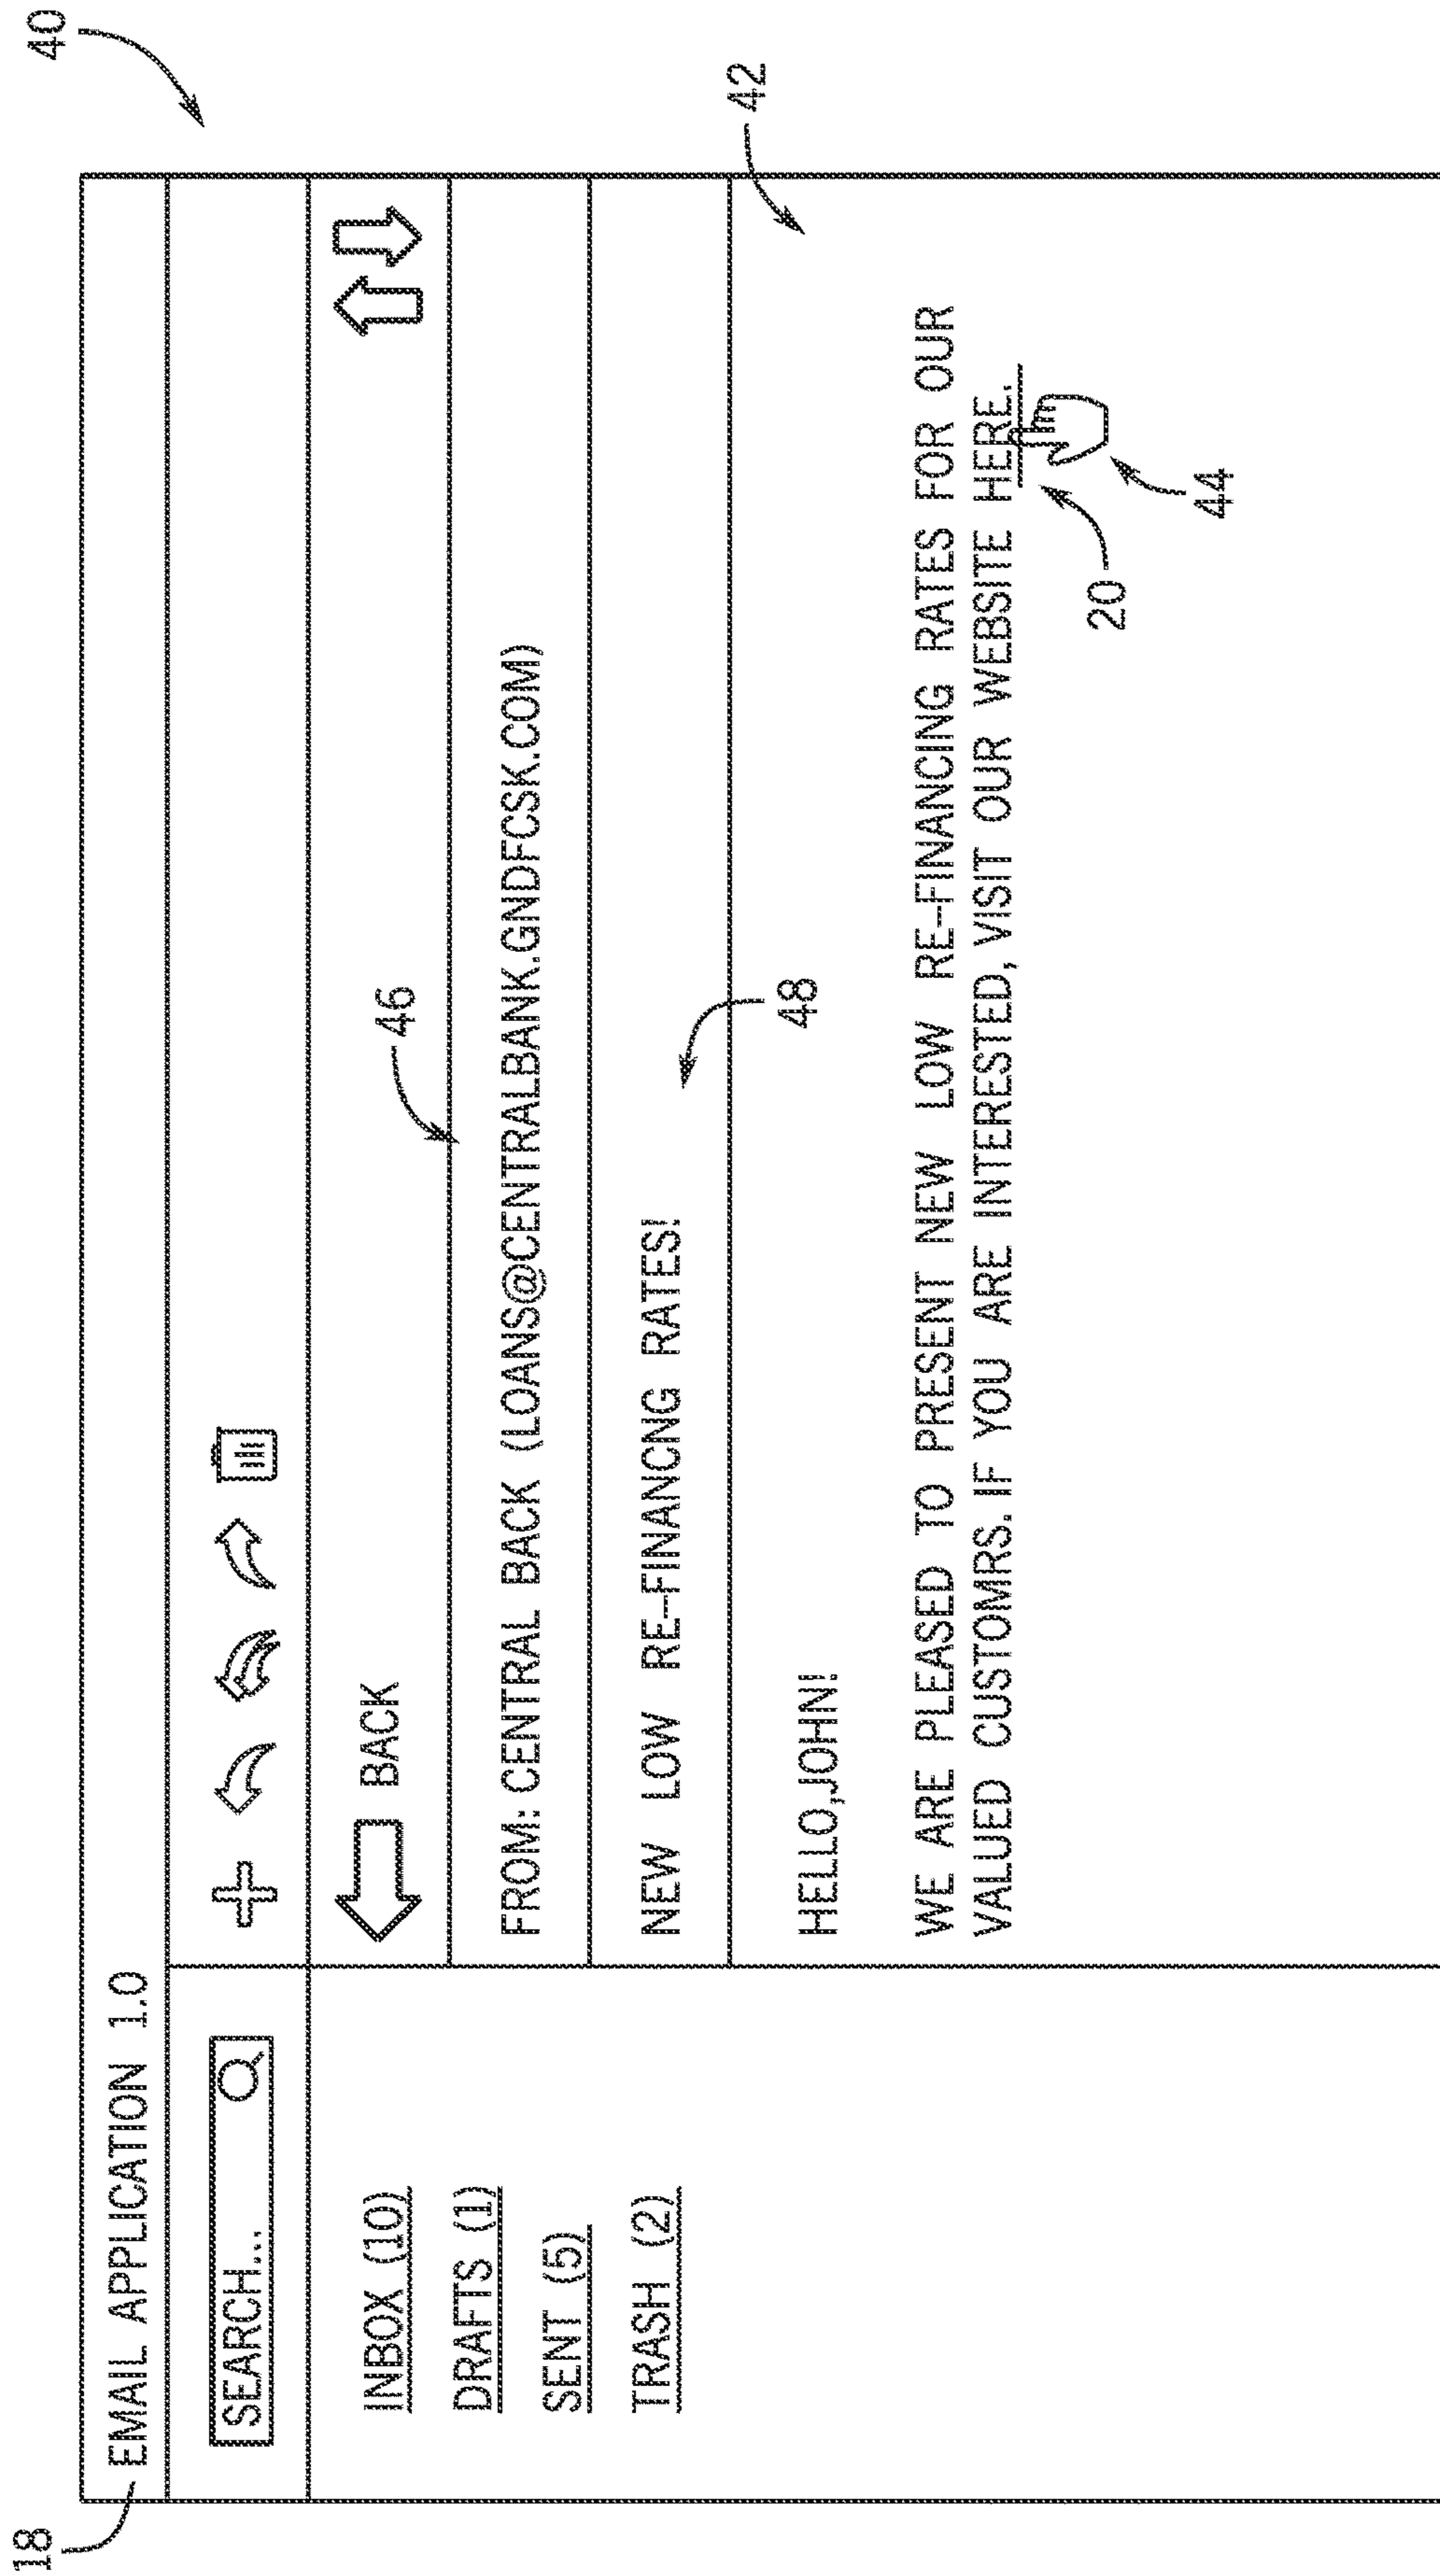 40
18
EMAIL APPLICATION 1.0
SEARCH...
BACK
INBOX (10)
DRAFTS (1)
SENT (5)
TRASH (2)
46
FROM: CENTRAL BACK (LOANS@CENTRALBANK.GNDFCSK.COM)
NEW LOW RE-FINANCNG RATES!
48
42
HELLO,JOHN!
WE ARE PLEASED TO PRESENT NEW LOW RE-FINANCING RATES FOR OUR
VALUED CUSTOMRS. IF YOU ARE INTERESTED, VISIT OUR WEBSITE HERE.
20
44